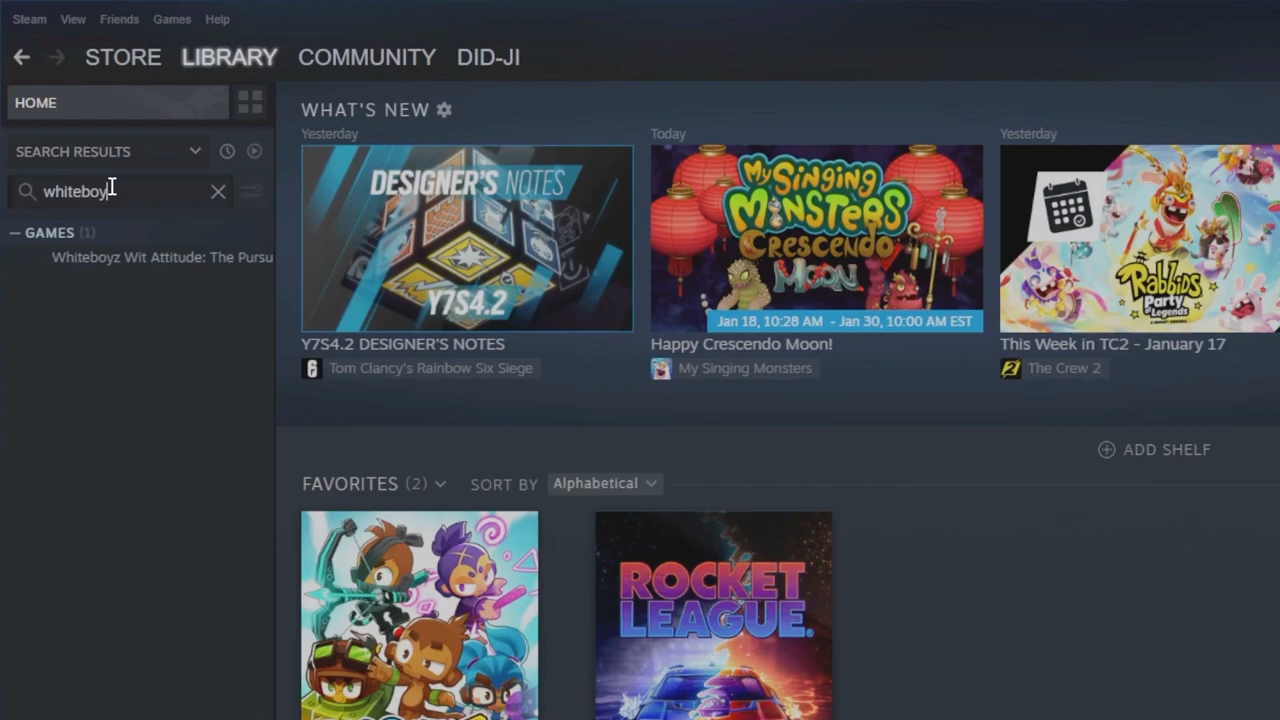 Steam View Friends Games Help
STORE LIBRARY COMMUNITY DID-JI
HOME
SEARCH RESULTS
whiteboy
GAMES (1)
Whiteboyz Wit Attitude: The Pursu
WHAT'S NEW
Yesterday
DESIGNER'S NOTES
Y7S4.2
Y7S4.2 DESIGNER'S NOTES
Tom Clancy's Rainbow Six Siege
Today
My Singing
MONSTERS
CRESCENDO
MOON
Jan 18, 10:28 AM - Jan 30, 10:00 AM EST
Happy Crescendo Moon!
My Singing Monsters
Yesterday
Rabbids
Party
of Legends
This Week in TC2 - January 17
The Crew 2
ADD SHELF
FAVORITES (2) SORT BY Alphabetical
ROCKET
LEAGUE